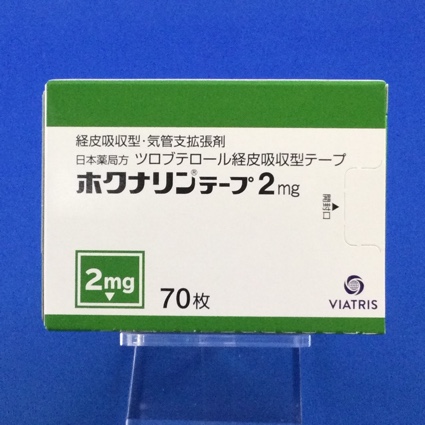 経皮吸収型・気管支拡張剤
日本薬局方 ツロブテロール経皮吸収型テープ
ホクナリン®テープ2mg
開封口
2mg
70枚
VIATRIS